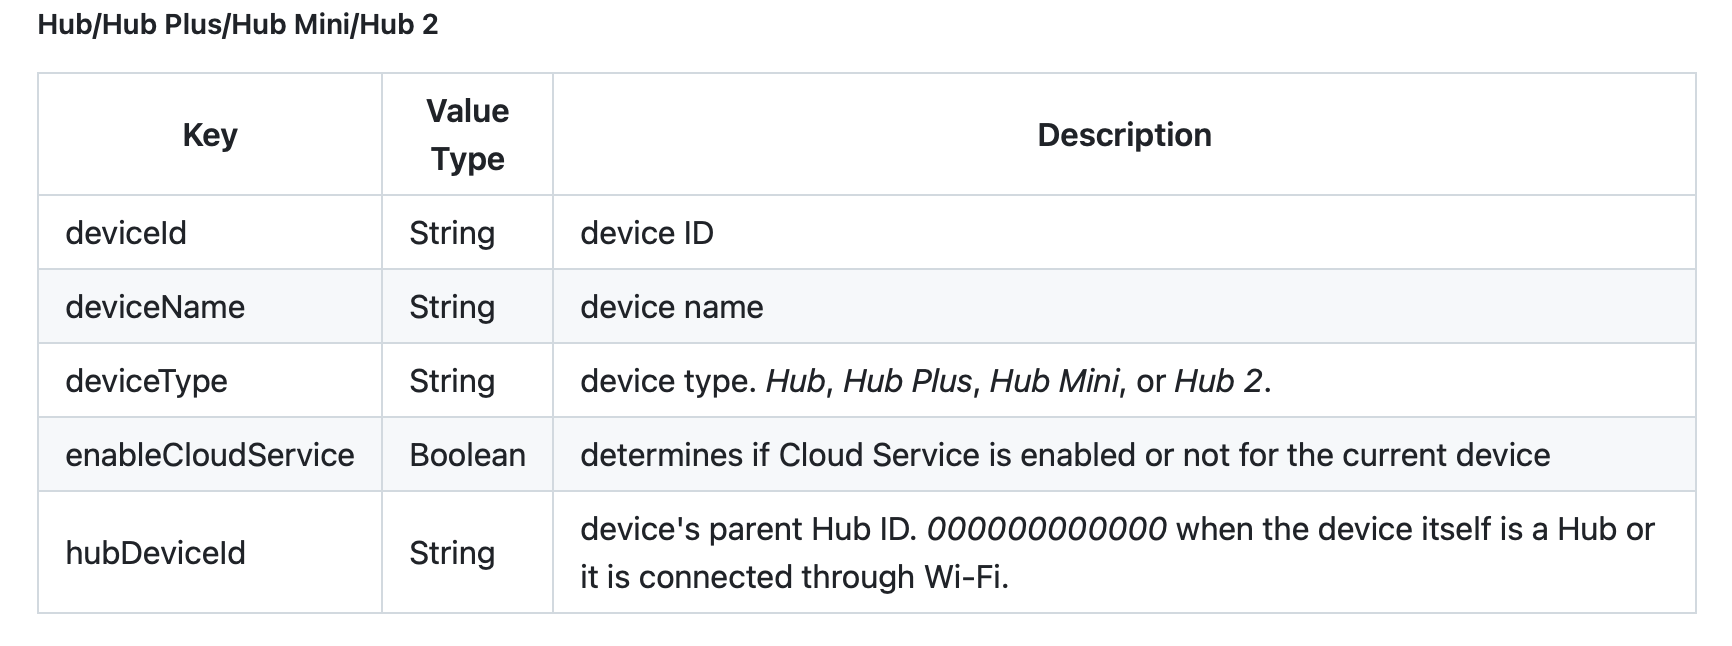 Hub/Hub Plus/Hub Mini/Hub 2
Key
Value
Type
Description
deviceId
String
device ID
deviceName
String
device name
deviceType
String
device type. Hub, Hub Plus, Hub Mini, or Hub 2.
enableCloudService
Boolean
determines if Cloud Service is enabled or not for the current device
hubDeviceId
String
device's parent Hub ID. 000000000000 when the device itself is a Hub or
it is connected through Wi-Fi.